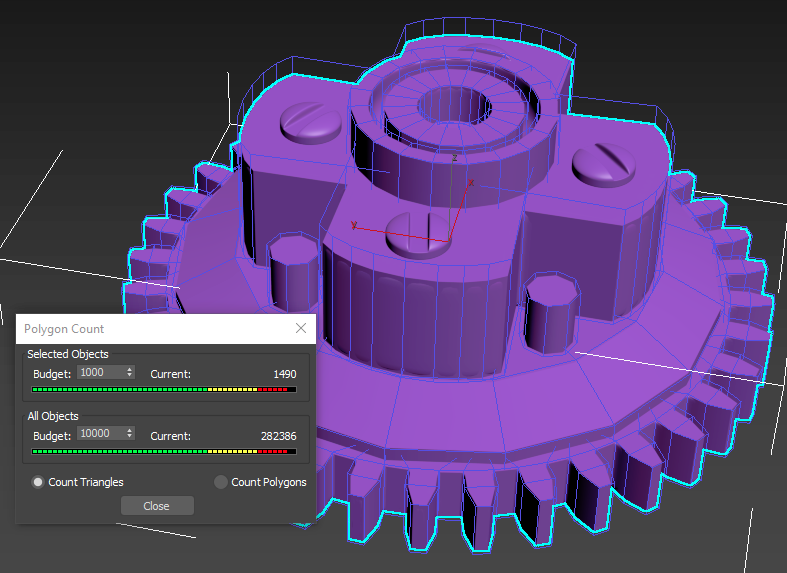 Polygon Count
Selected Objects
Budget: 1000 Current: 1490
All Objects
Budget: 10000 Current: 282386
Count Triangles Count Polygons
Close
z
x
y